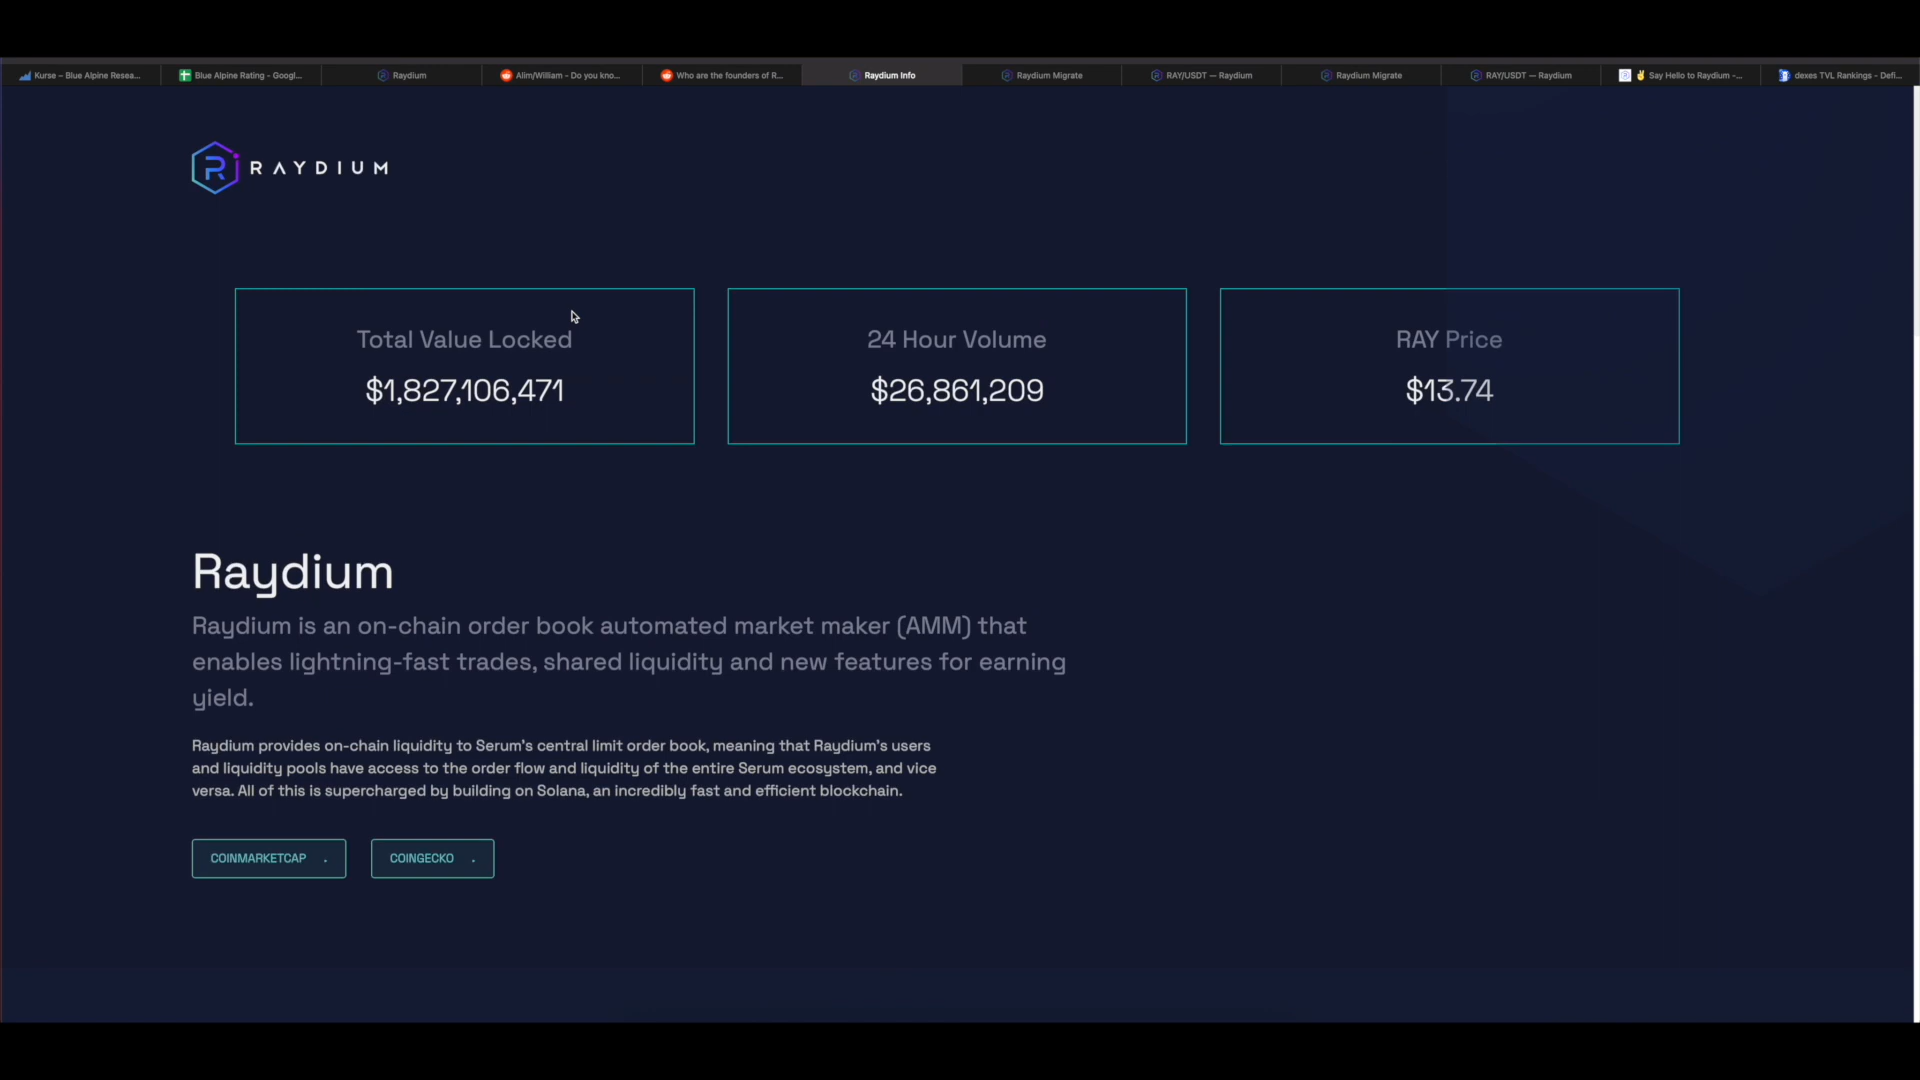 Kurse – Blue Alpine Resea...
Blue Alpine Rating - Googl...
Raydium
Alim/William - Do you kno...
Who are the founders of R...
Raydium Info
Raydium Migrate
RAY/USDT — Raydium
Raydium Migrate
RAY/USDT — Raydium
✌️ Say Hello to Raydium -...
dexes TVL Rankings - Defi...
RAYDIUM
Total Value Locked
$1,827,106,471
24 Hour Volume
$26,861,209
RAY Price
$13.74
Raydium
Raydium is an on-chain order book automated market maker (AMM) that
enables lightning-fast trades, shared liquidity and new features for earning
yield.
Raydium provides on-chain liquidity to Serum's central limit order book, meaning that Raydium's users
and liquidity pools have access to the order flow and liquidity of the entire Serum ecosystem, and vice
versa. All of this is supercharged by building on Solana, an incredibly fast and efficient blockchain.
COINMARKETCAP
COINGECKO